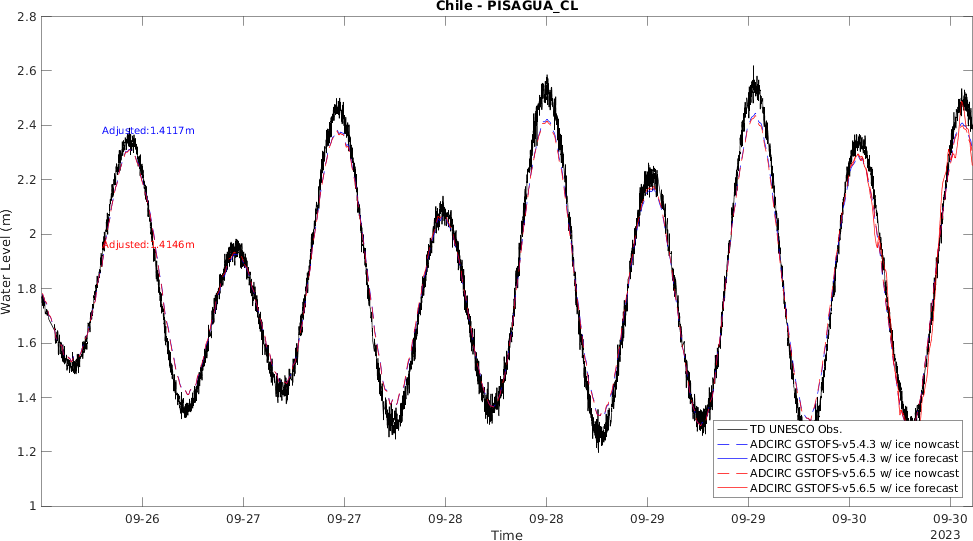 Chile - PISAGUA_CL
2.8
2.6
2.4
2.2
2
1.8
1.6
1.4
1.2
1
Water Level (m)
Adjusted:1.4117m
Adjusted:1.4146m
TD UNESCO Obs.
ADCIRC GSTOFS-v5.4.3 w/ ice nowcast
ADCIRC GSTOFS-v5.4.3 w/ ice forecast
ADCIRC GSTOFS-v5.6.5 w/ ice nowcast
ADCIRC GSTOFS-v5.6.5 w/ ice forecast
09-26 09-27 09-27 09-28 09-28 09-29 09-29 09-30 09-30
2023
Time